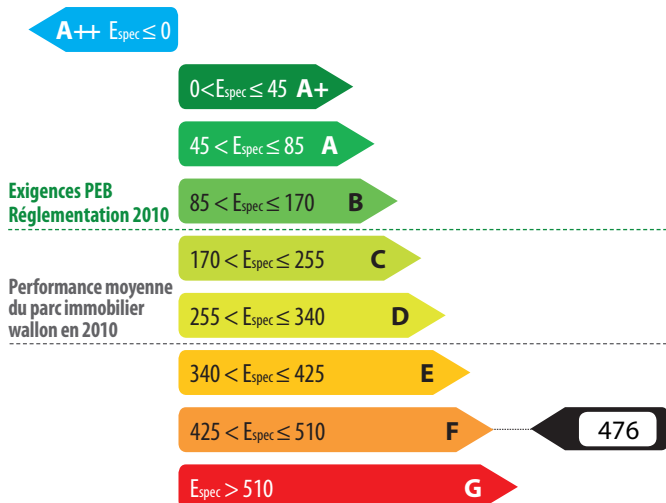 A++ Espec ≤ 0
0 < Espec ≤ 45 A+
45 < Espec ≤ 85 A
Exigences PEB
Réglementation 2010
85 < Espec ≤ 170 B
170 < Espec ≤ 255 C
Performance moyenne
du parc immobilier
wallon en 2010
255 < Espec ≤ 340 D
340 < Espec ≤ 425 E
425 < Espec ≤ 510 F 476
Espec > 510 G